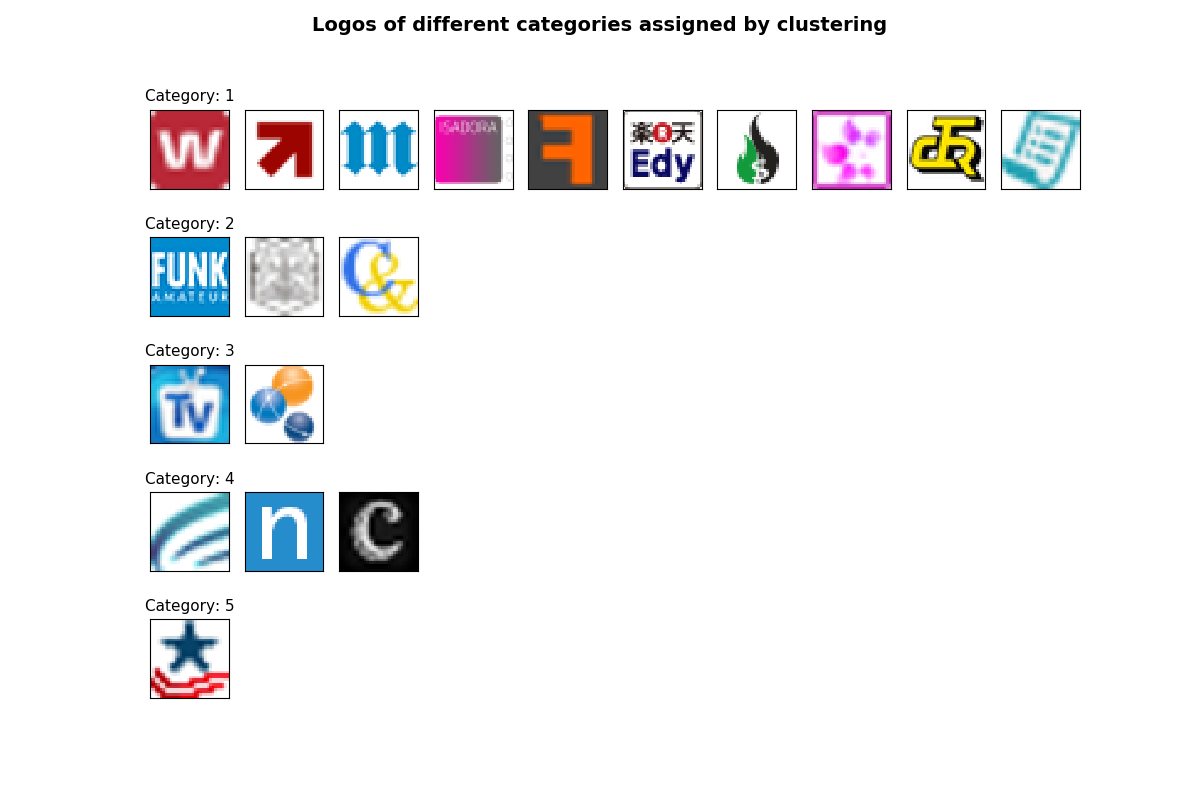 Logos of different categories assigned by clustering
Category: 1
W
m
ISADORA
F
楽R天
Edy
$
Category: 2
FUNK
AMATEUR
C&
Category: 3
TV
Category: 4
n
C
Category: 5